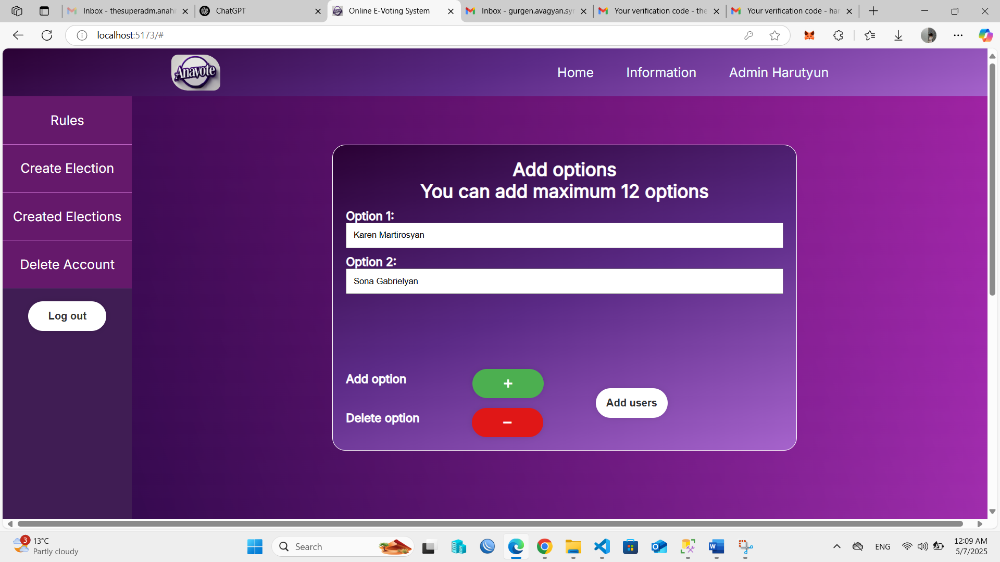 Inbox - thesuperadm.anahi
ChatGPT
Online E-Voting System
Inbox - gurgen.avagyan.syr
Your verification code - the
Your verification code - har
localhost:5173/#
Anavote
Home
Information
Admin Harutyun
Rules
Create Election
Created Elections
Delete Account
Log out
Add options
You can add maximum 12 options
Option 1:
Karen Martirosyan
Option 2:
Sona Gabrielyan
Add option
+
Delete option
−
Add users
3
13°C
Partly cloudy
Search
ENG
12:09 AM
5/7/2025